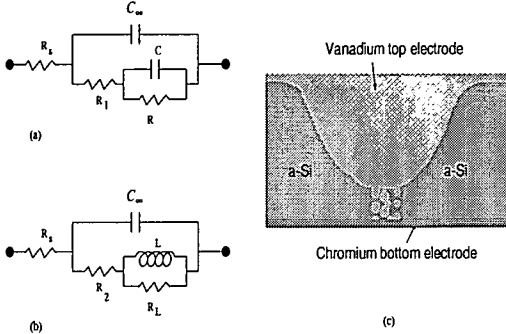 C∞
Rs
C
R1
R
(a)
C∞
Rs
L
R2
RL
(b)
Vanadium top electrode
a-Si
a-Si
Chromium bottom electrode
(c)